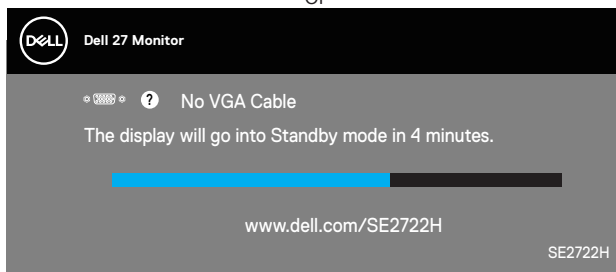 DELL
Dell 27 Monitor
? No VGA Cable
The display will go into Standby mode in 4 minutes.
www.dell.com/SE2722H
SE2722H